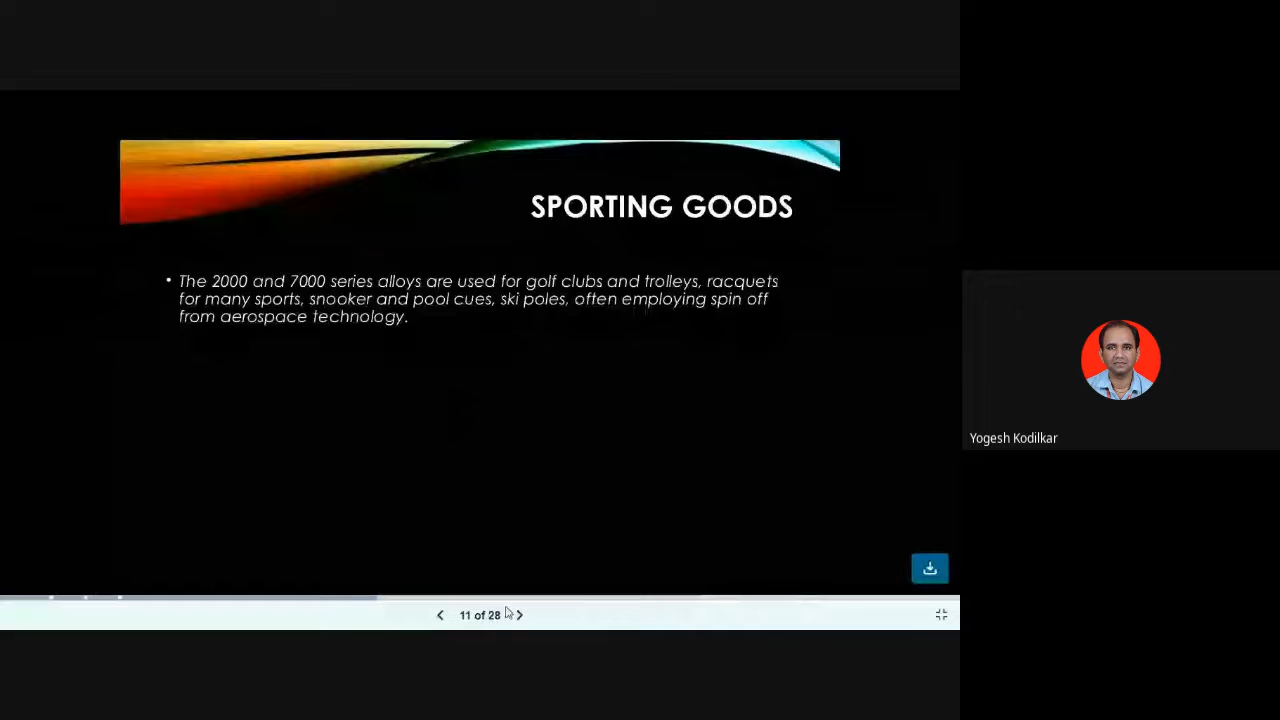 SPORTING GOODS
• The 2000 and 7000 series alloys are used for golf clubs and trolleys, racquets
for many sports, snooker and pool cues, ski poles, often employing spin off
from aerospace technology.
Yogesh Kodilkar
11 of 28